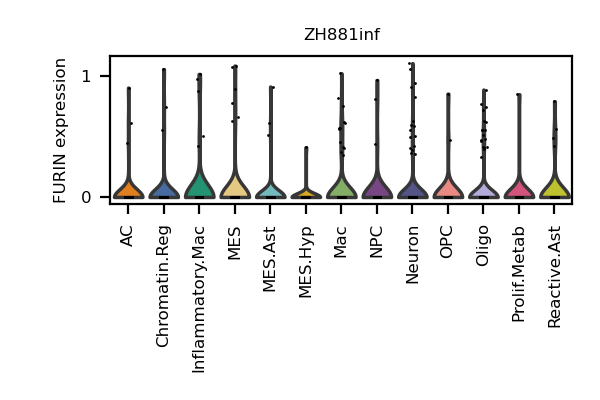 ZH881inf
FURIN expression
1
0
AC
Chromatin.Reg
Inflammatory.Mac
MES
MES.Ast
MES.Hyp
Mac
NPC
Neuron
OPC
Oligo
Prolif.Metab
Reactive.Ast